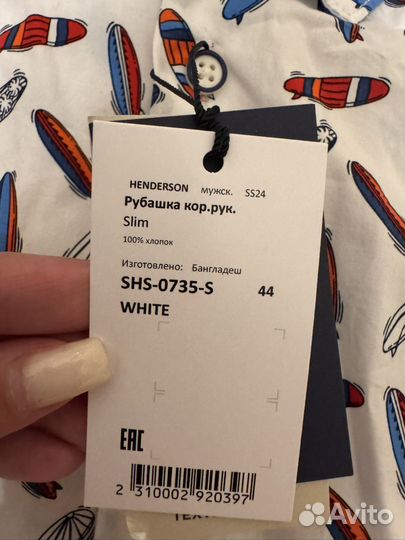 HENDERSON мужск. SS24
Рубашка кор.рук.
Slim
100% хлопок
Изготовлено: Бангладеш
SHS-0735-S 44
WHITE
EAC
2 310002 920397
Avito